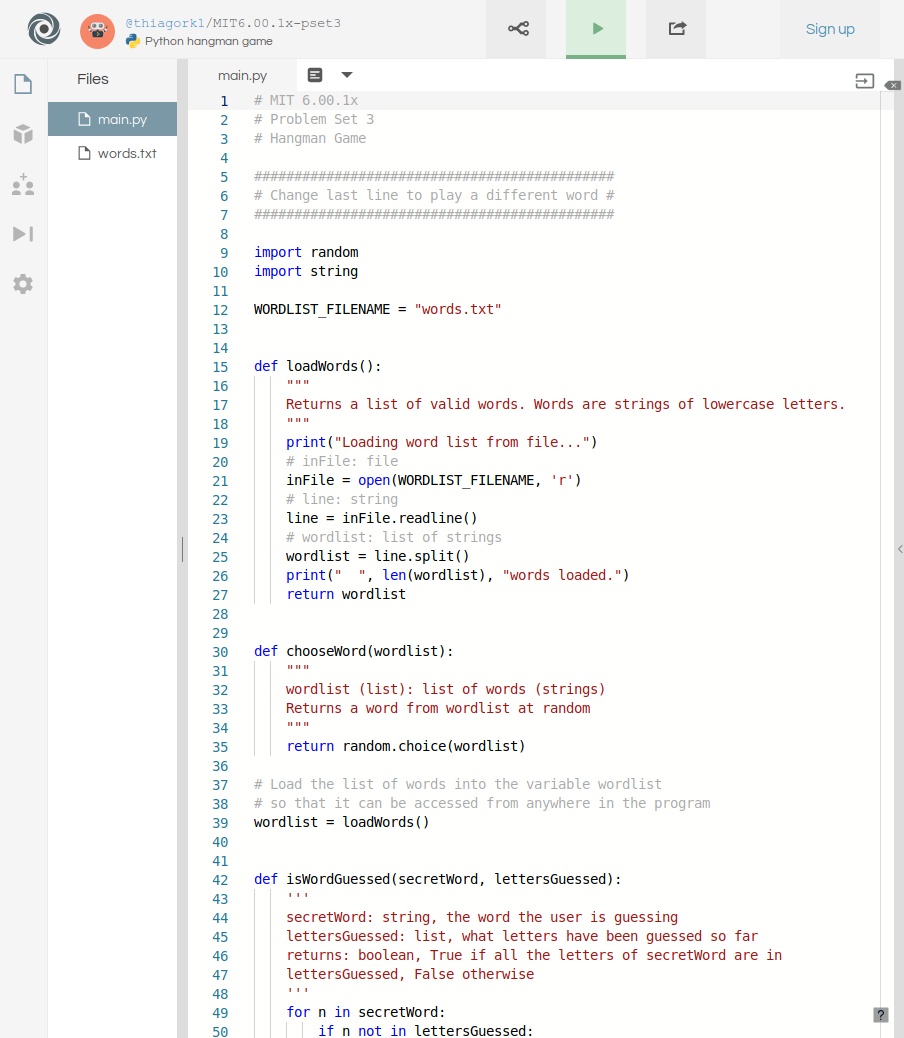 @thiagork1/MIT6.00.1x-pset3
Python hangman game
Sign up
Files
main.py
words.txt
main.py
1 # MIT 6.00.1x
2 # Problem Set 3
3 # Hangman Game
4
5 #############################################
6 # Change last line to play a different word #
7 #############################################
8
9 import random
10 import string
11
12 WORDLIST_FILENAME = "words.txt"
13
14
15 def loadWords():
16     """
17     Returns a list of valid words. Words are strings of lowercase letters.
18     """
19     print("Loading word list from file...")
20     # inFile: file
21     inFile = open(WORDLIST_FILENAME, 'r')
22     # line: string
23     line = inFile.readline()
24     # wordlist: list of strings
25     wordlist = line.split()
26     print("  ", len(wordlist), "words loaded.")
27     return wordlist
28
29
30 def chooseWord(wordlist):
31     """
32     wordlist (list): list of words (strings)
33     Returns a word from wordlist at random
34     """
35     return random.choice(wordlist)
36
37 # Load the list of words into the variable wordlist
38 # so that it can be accessed from anywhere in the program
39 wordlist = loadWords()
40
41
42 def isWordGuessed(secretWord, lettersGuessed):
43     '''
44     secretWord: string, the word the user is guessing
45     lettersGuessed: list, what letters have been guessed so far
46     returns: boolean, True if all the letters of secretWord are in
47     lettersGuessed, False otherwise
48     '''
49     for n in secretWord:
50         if n not in lettersGuessed:
?